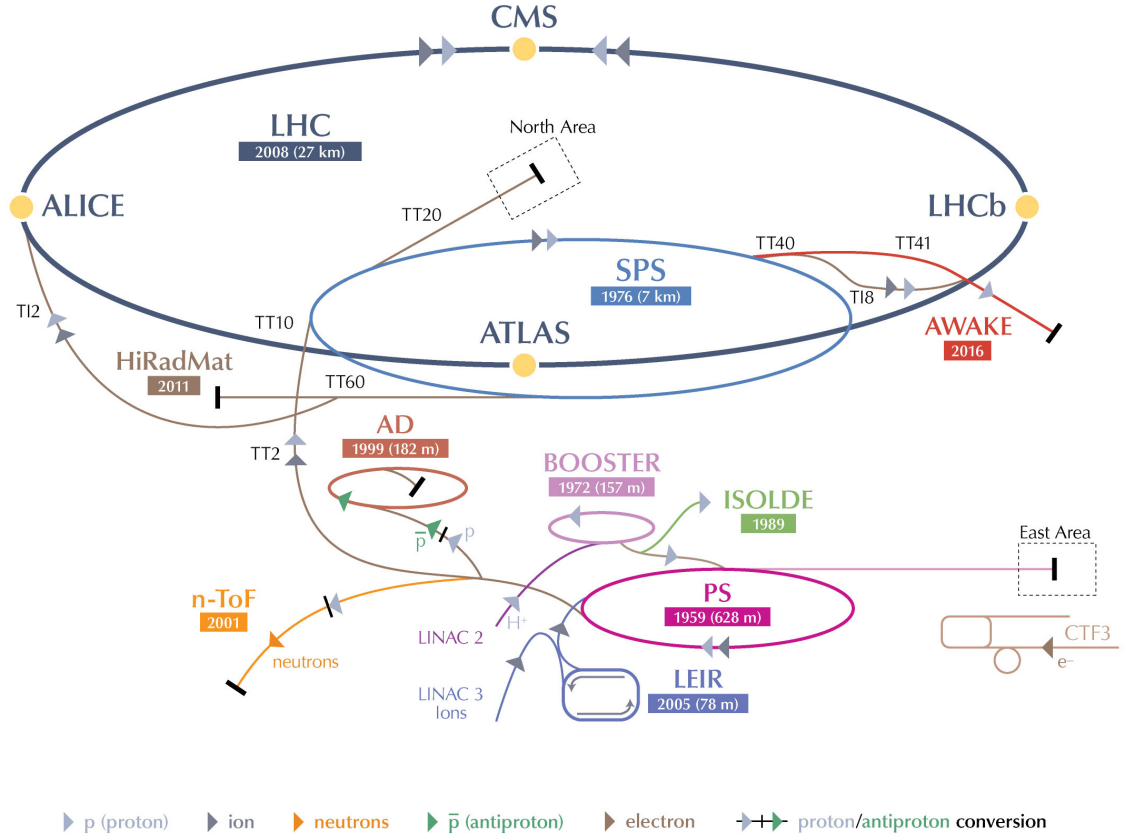 CMS
LHC
2008 (27 km)
North Area
ALICE
TT20
LHCb
TT40
TT41
SPS
1976 (7 km)
TI8
TI2
TT10
ATLAS
AWAKE
2016
HiRadMat
2011
TT60
AD
1999 (182 m)
TT2
BOOSTER
1972 (157 m)
ISOLDE
1989
p̅
p
East Area
n-ToF
2001
PS
1959 (628 m)
H⁺
LINAC 2
neutrons
CTF3
e⁻
LINAC 3
Ions
LEIR
2005 (78 m)
p (proton)
ion
neutrons
p̅ (antiproton)
electron
proton/antiproton conversion